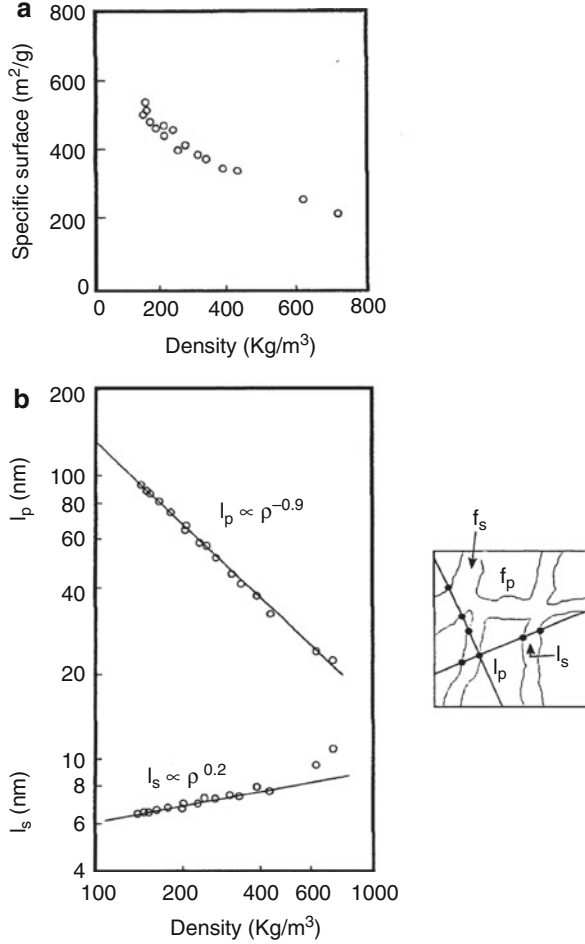 a
Specific surface (m²/g)
800
600
400
200
0
0 200 400 600 800
Density (Kg/m³)
b
lₚ (nm)
200
100
80
60
40
20
lₚ ∝ ρ⁻⁰·⁹
lₛ (nm)
10
8
6
4
lₛ ∝ ρ ⁰·²
100 200 400 600 1000
Density (Kg/m³)
fₛ
fₚ
lₚ
lₛ